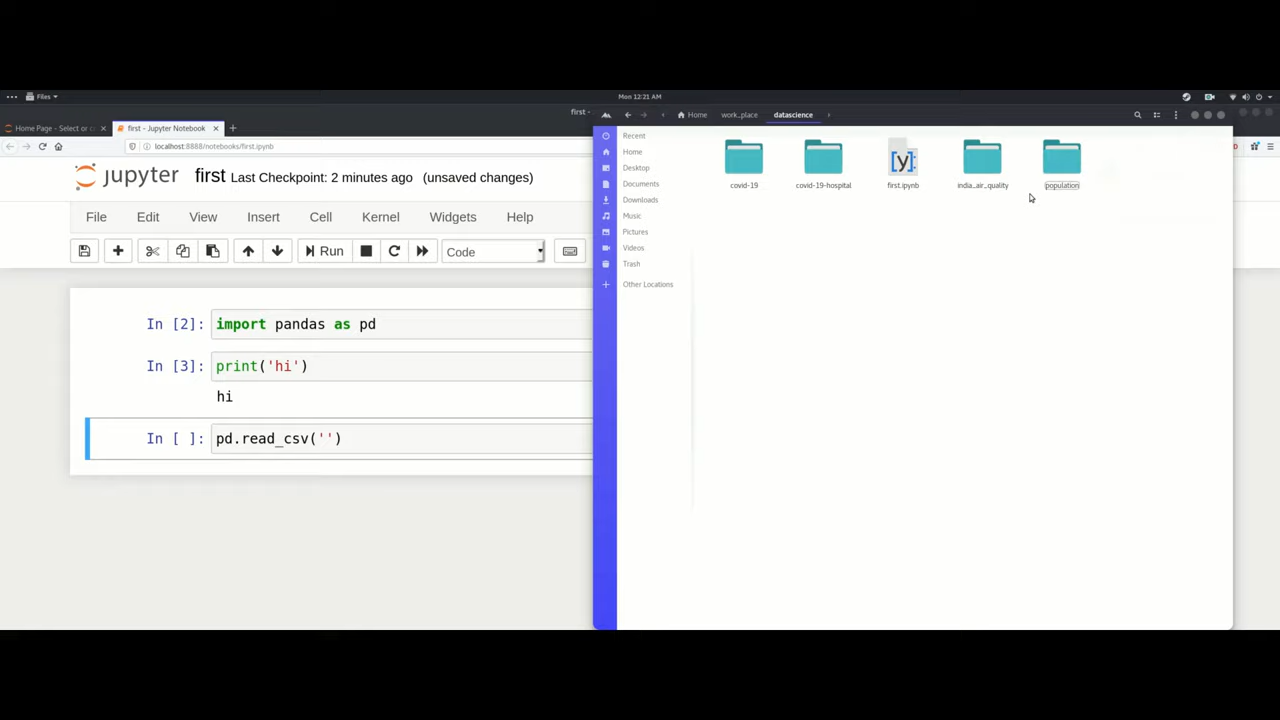 Files
Mon 12:21 AM
Home Page - Select or c
first - Jupyter Notebook
first -
localhost:8888/notebooks/first.ipynb
jupyter
first Last Checkpoint: 2 minutes ago (unsaved changes)
File Edit View Insert Cell Kernel Widgets Help
Run
Code
In [2]: import pandas as pd
In [3]: print('hi')
hi
In [ ]: pd.read_csv('')
Home work_place datascience
Recent
Home
Desktop
Documents
Downloads
Music
Pictures
Videos
Trash
Other Locations
[y]:
covid-19 covid-19-hospital first.ipynb india_air_quality population